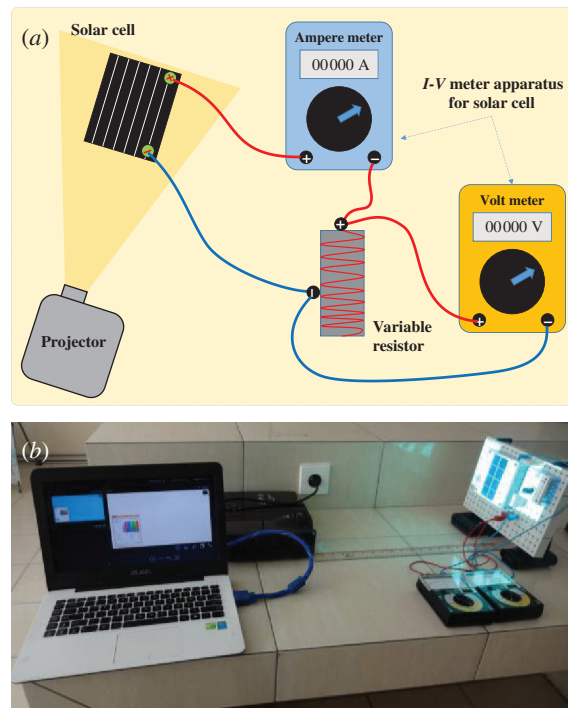 (a)
Solar cell
+
−
Ampere meter
00000 A
+
−
I-V meter apparatus
for solar cell
Volt meter
00000 V
+
−
+
−
Variable
resistor
Projector
(b)